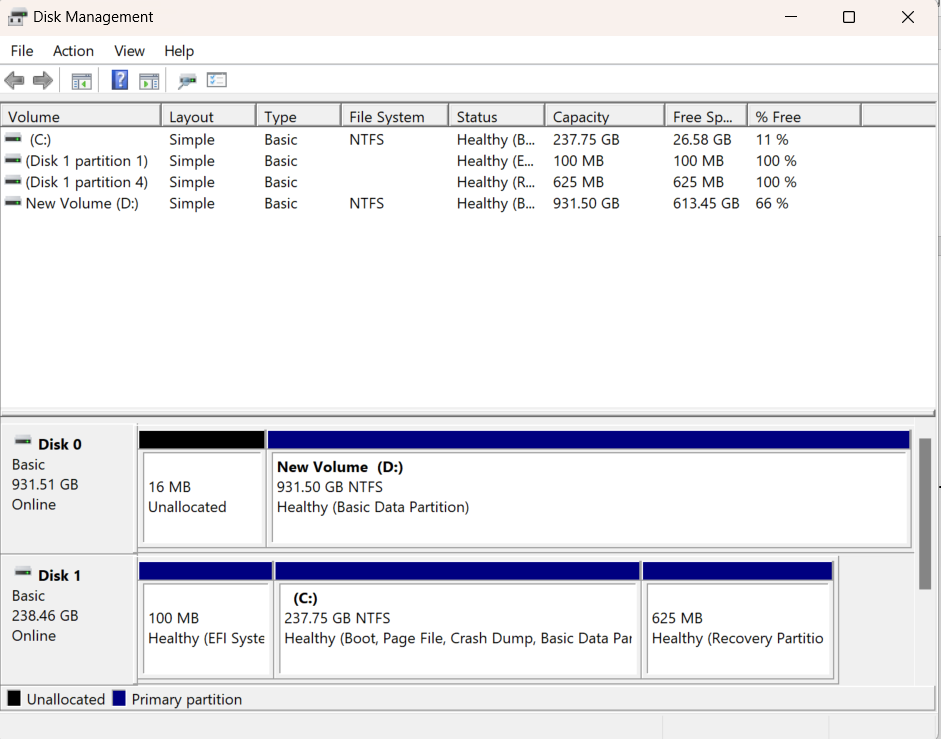 Disk Management
File Action View Help
Volume Layout Type File System Status Capacity Free Sp... % Free
(C:) Simple Basic NTFS Healthy (B... 237.75 GB 26.58 GB 11 %
(Disk 1 partition 1) Simple Basic Healthy (E... 100 MB 100 MB 100 %
(Disk 1 partition 4) Simple Basic Healthy (R... 625 MB 625 MB 100 %
New Volume (D:) Simple Basic NTFS Healthy (B... 931.50 GB 613.45 GB 66 %
Disk 0
Basic
931.51 GB
Online
16 MB
Unallocated
New Volume (D:)
931.50 GB NTFS
Healthy (Basic Data Partition)
Disk 1
Basic
238.46 GB
Online
100 MB
Healthy (EFI Syste
(C:)
237.75 GB NTFS
Healthy (Boot, Page File, Crash Dump, Basic Data Par
625 MB
Healthy (Recovery Partitio
Unallocated Primary partition